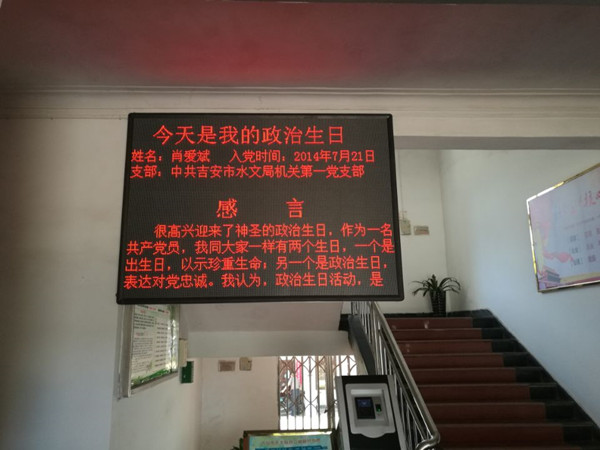 今天是我的政治生日
姓名：肖爱斌 入党时间：2014年7月21日
支部：中共吉安市水文局机关第一党支部
感 言
很高兴迎来了神圣的政治生日，作为一名
共产党员，我同大家一样有两个生日，一个是
出生日，以示珍重生命；另一个是政治生日，
表达对党忠诚。我认为，政治生日活动，是